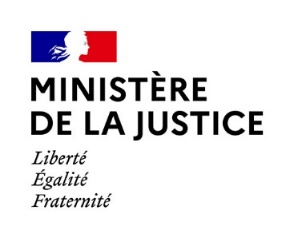 MINISTÈRE
DE LA JUSTICE
Liberté
Égalité
Fraternité